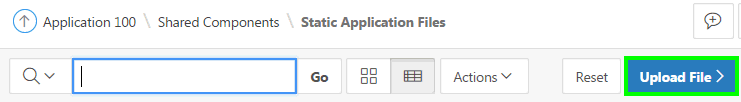 Application 100 \ Shared Components \ Static Application Files
Go Actions Reset Upload File